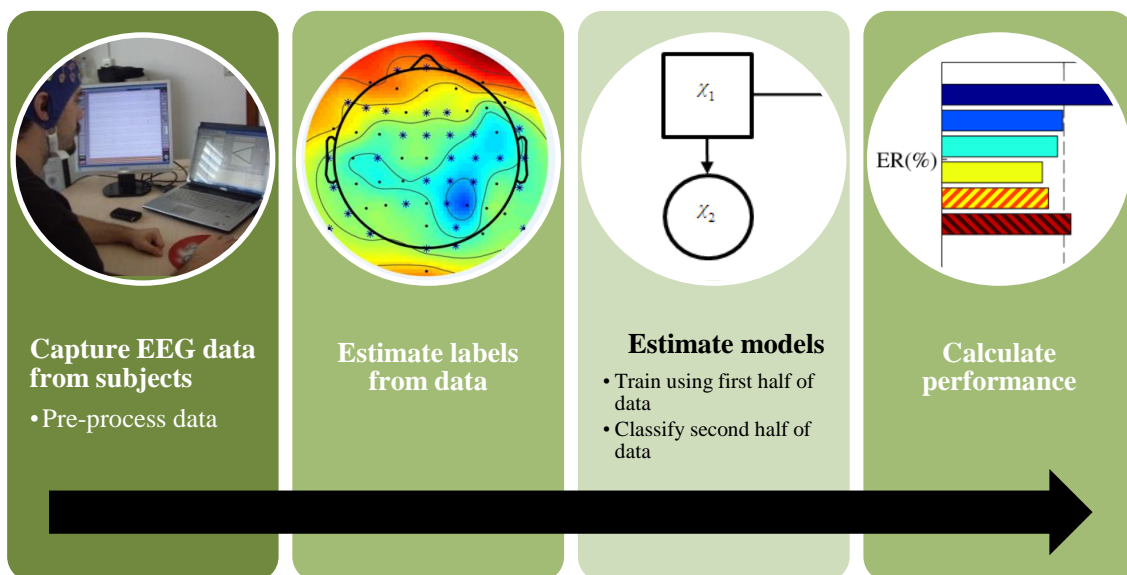 χ1
χ2
ER(%)
Capture EEG data
from subjects
• Pre-process data
Estimate labels
from data
Estimate models
• Train using first half of
data
• Classify second half of
data
Calculate
performance